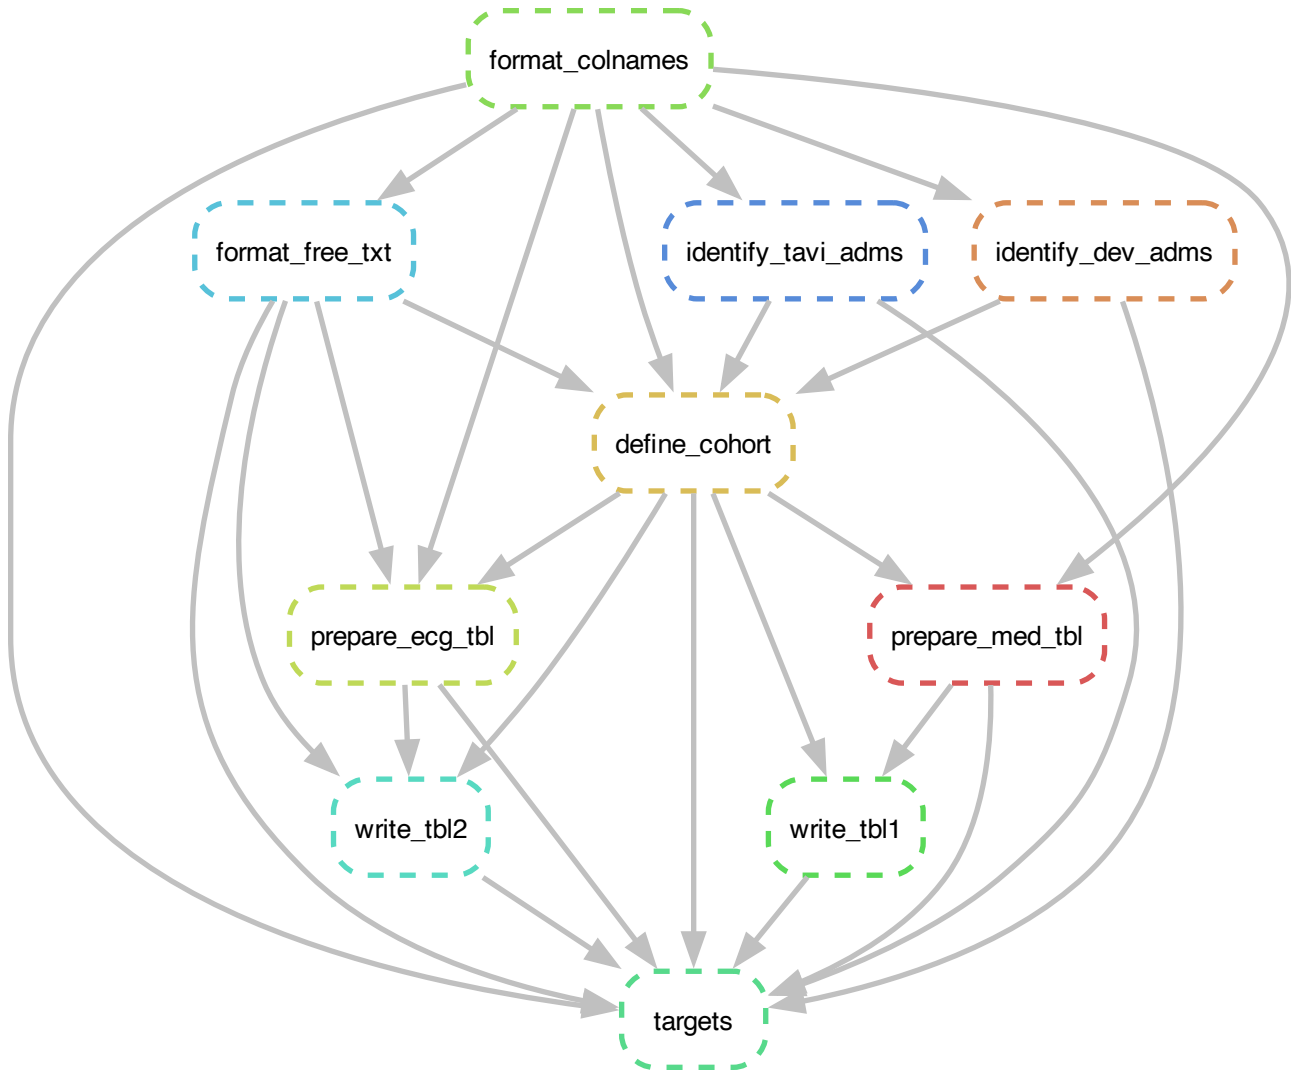 format_colnames
format_free_txt
identify_tavi_adms
identify_dev_adms
define_cohort
prepare_ecg_tbl
prepare_med_tbl
write_tbl2
write_tbl1
targets